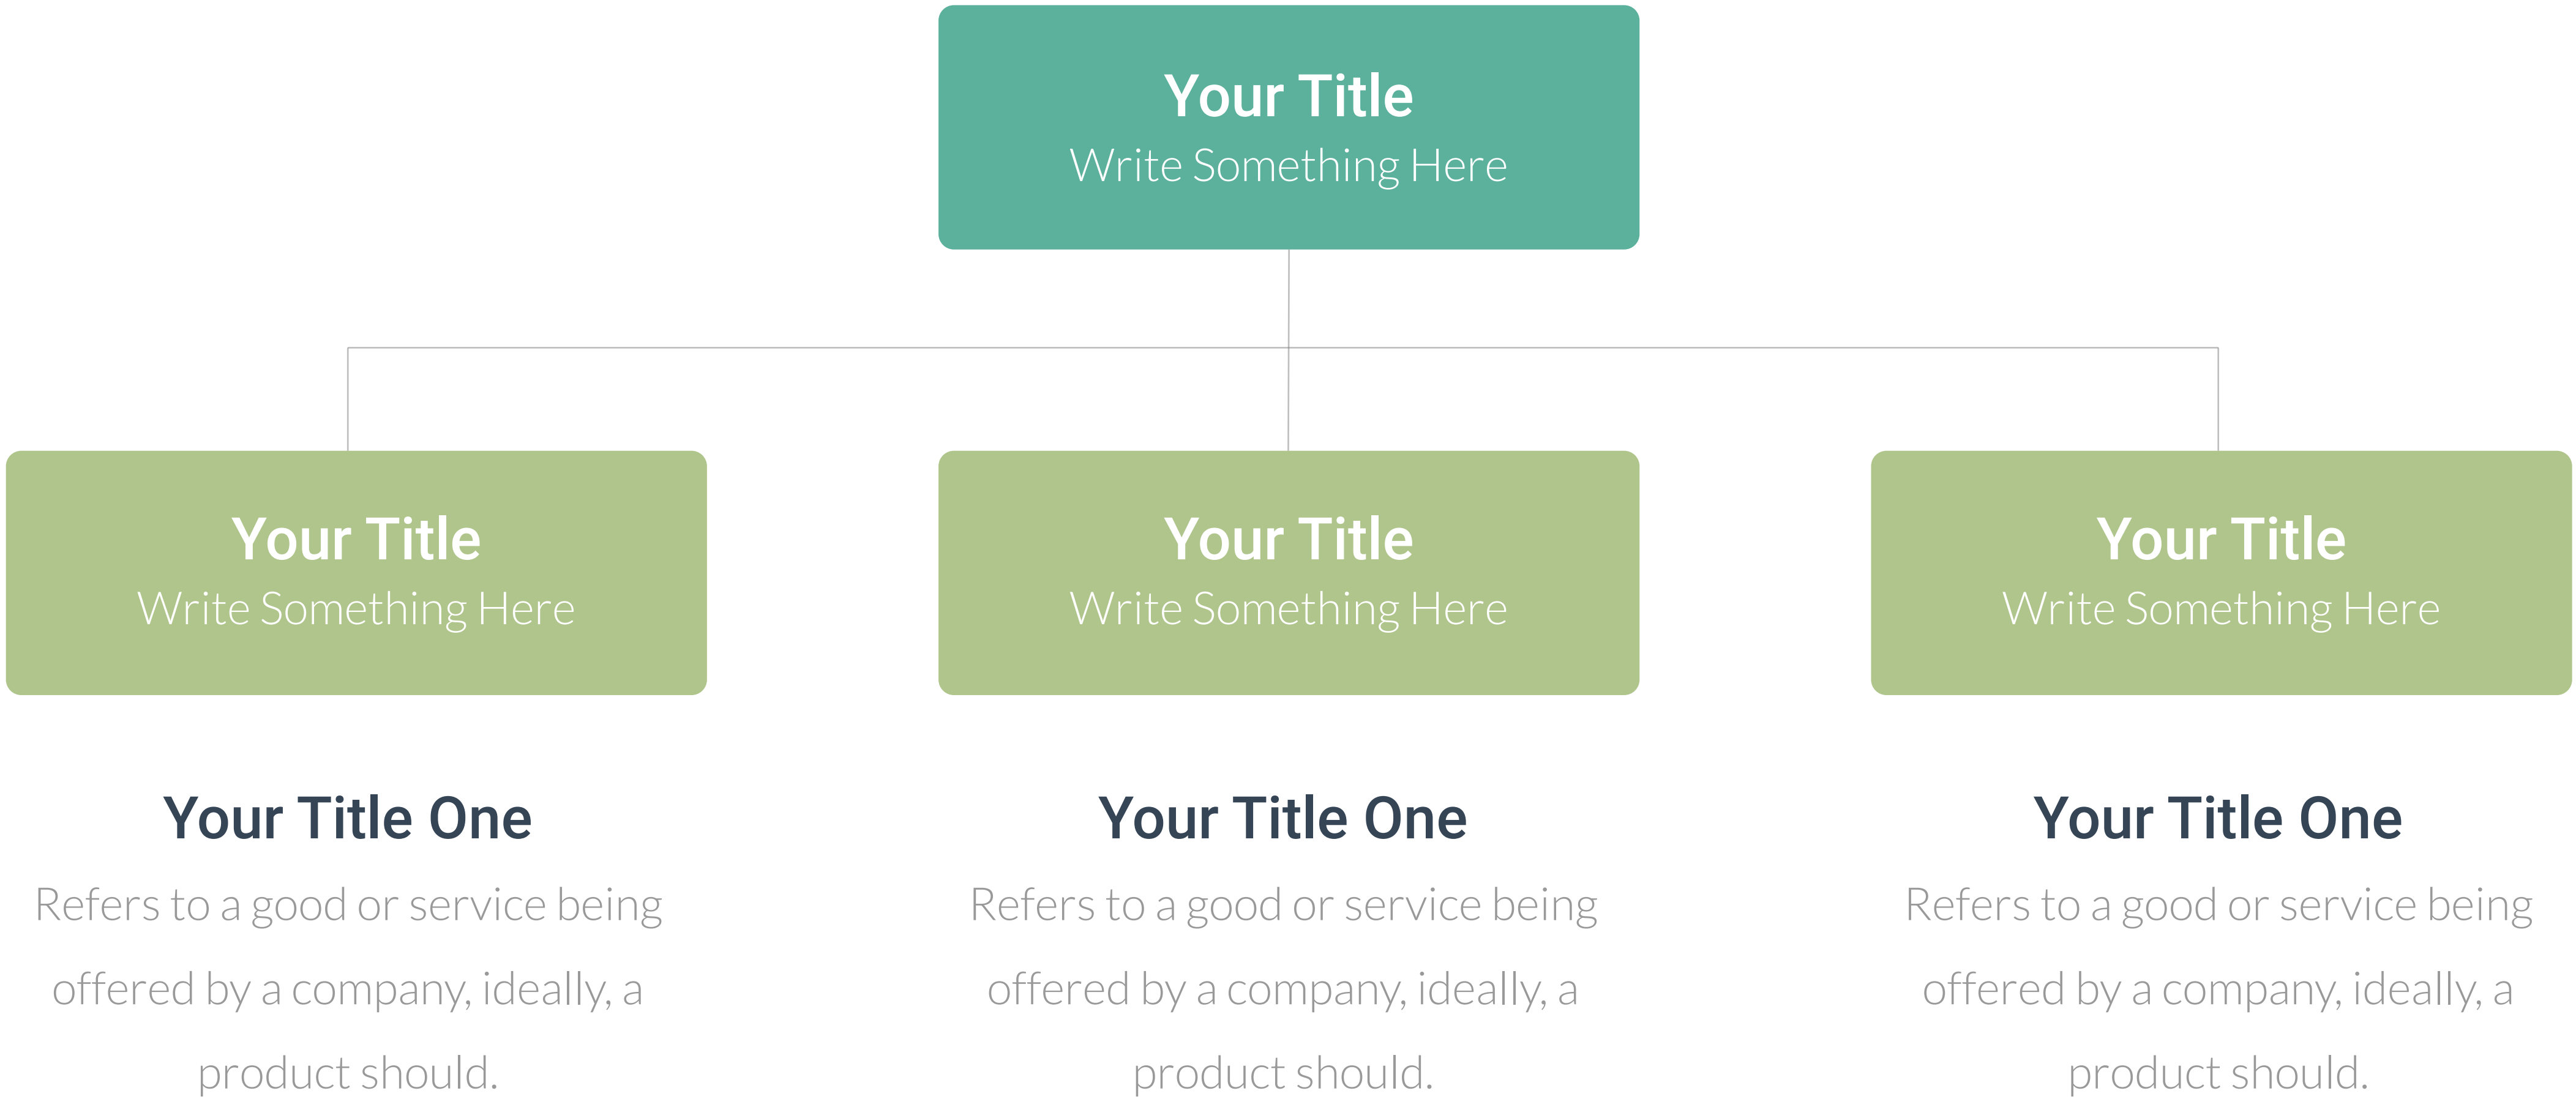 Your Title
Write Something Here
Your Title
Write Something Here
Your Title
Write Something Here
Your Title
Write Something Here
Your Title One
Refers to a good or service being
offered by a company, ideally, a
product should.
Your Title One
Refers to a good or service being
offered by a company, ideally, a
product should.
Your Title One
Refers to a good or service being
offered by a company, ideally, a
product should.